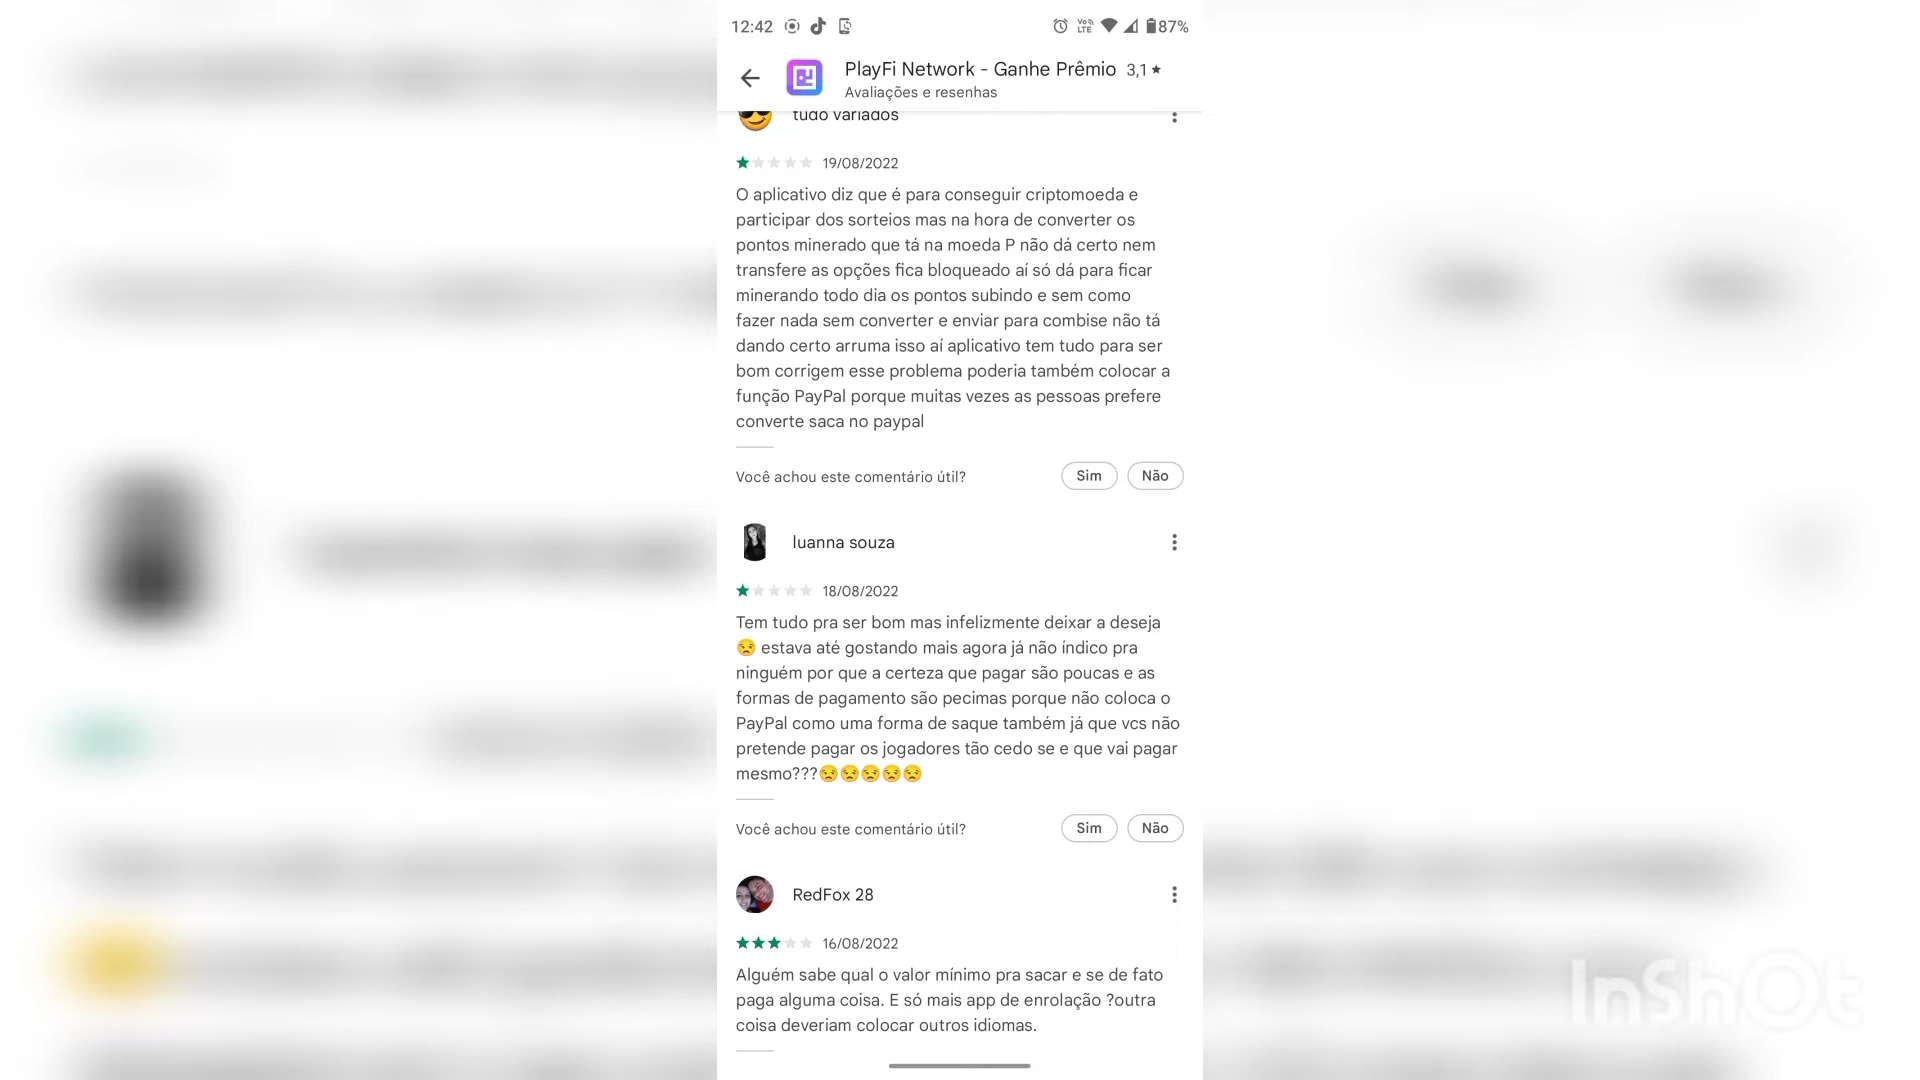 12:42
87%
PlayFi Network - Ganhe Prêmio 3,1★
Avaliações e resenhas
tudo variados
19/08/2022
O aplicativo diz que é para conseguir criptomoeda e
participar dos sorteios mas na hora de converter os
pontos minerado que tá na moeda P não dá certo nem
transfere as opções fica bloqueado aí só dá para ficar
minerando todo dia os pontos subindo e sem como
fazer nada sem converter e enviar para combise não tá
dando certo arruma isso aí aplicativo tem tudo para ser
bom corrigem esse problema poderia também colocar a
função PayPal porque muitas vezes as pessoas prefere
converte saca no paypal
Você achou este comentário útil? Sim Não
luanna souza
18/08/2022
Tem tudo pra ser bom mas infelizmente deixar a deseja
😒 estava até gostando mais agora já não índico pra
ninguém por que a certeza que pagar são poucas e as
formas de pagamento são pecimas porque não coloca o
PayPal como uma forma de saque também já que vcs não
pretende pagar os jogadores tão cedo se e que vai pagar
mesmo???😒😒😒😒😒
Você achou este comentário útil? Sim Não
RedFox 28
16/08/2022
Alguém sabe qual o valor mínimo pra sacar e se de fato
paga alguma coisa. E só mais app de enrolação ?outra
coisa deveriam colocar outros idiomas.
InShOt